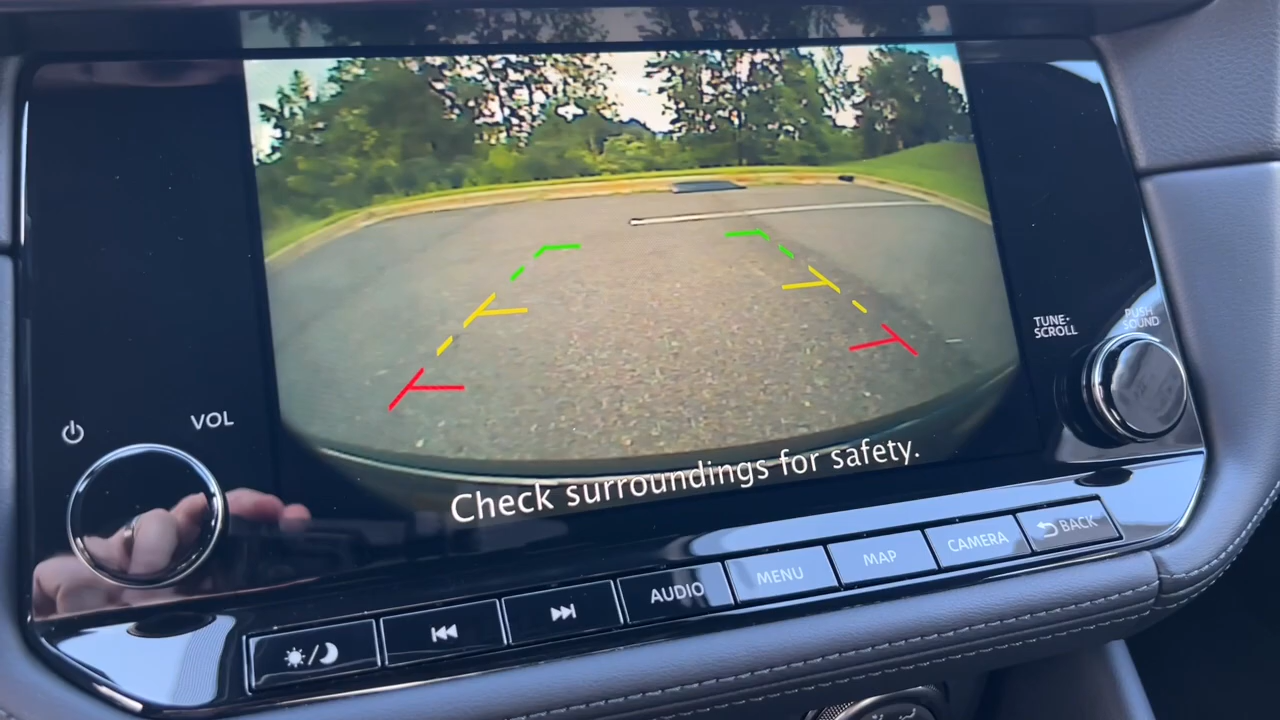 VOL
TUNE·
SCROLL
PUSH
SOUND
Check surroundings for safety.
AUDIO
MENU
MAP
CAMERA
BACK